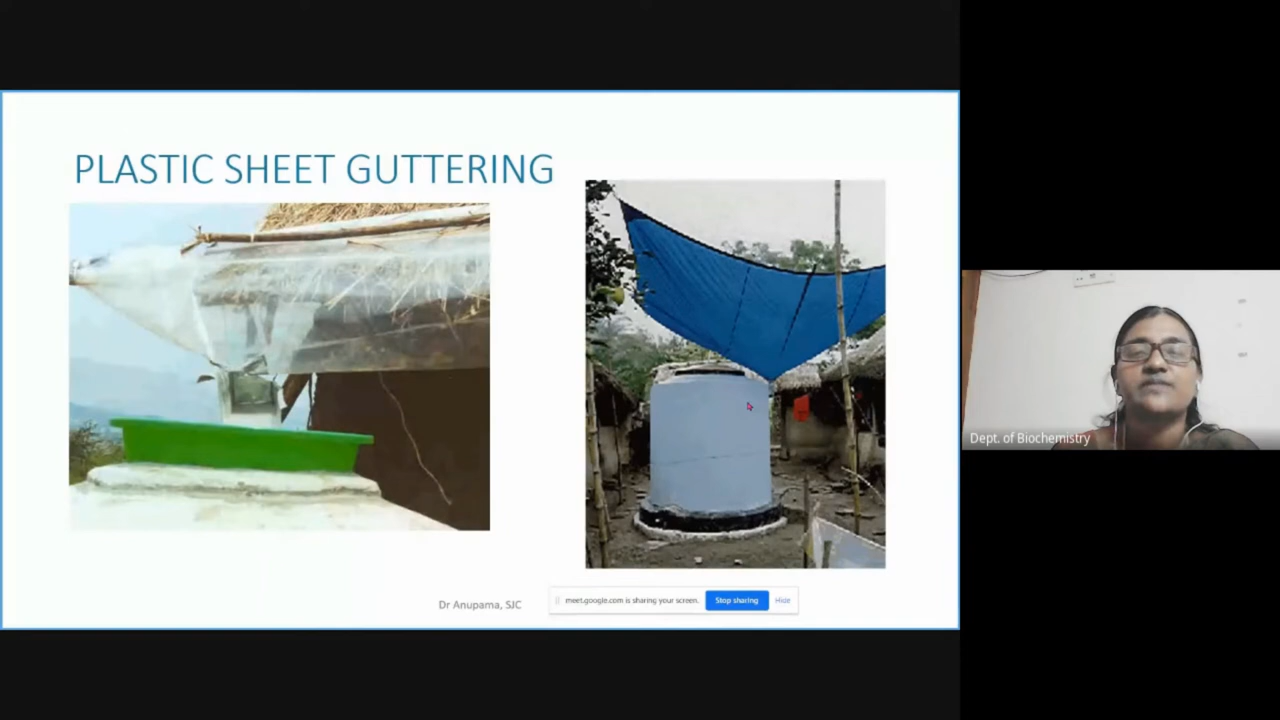 PLASTIC SHEET GUTTERING
Dr Anupama, SJC
meet.google.com is sharing your screen.
Stop sharing
Hide
Dept. of Biochemistry